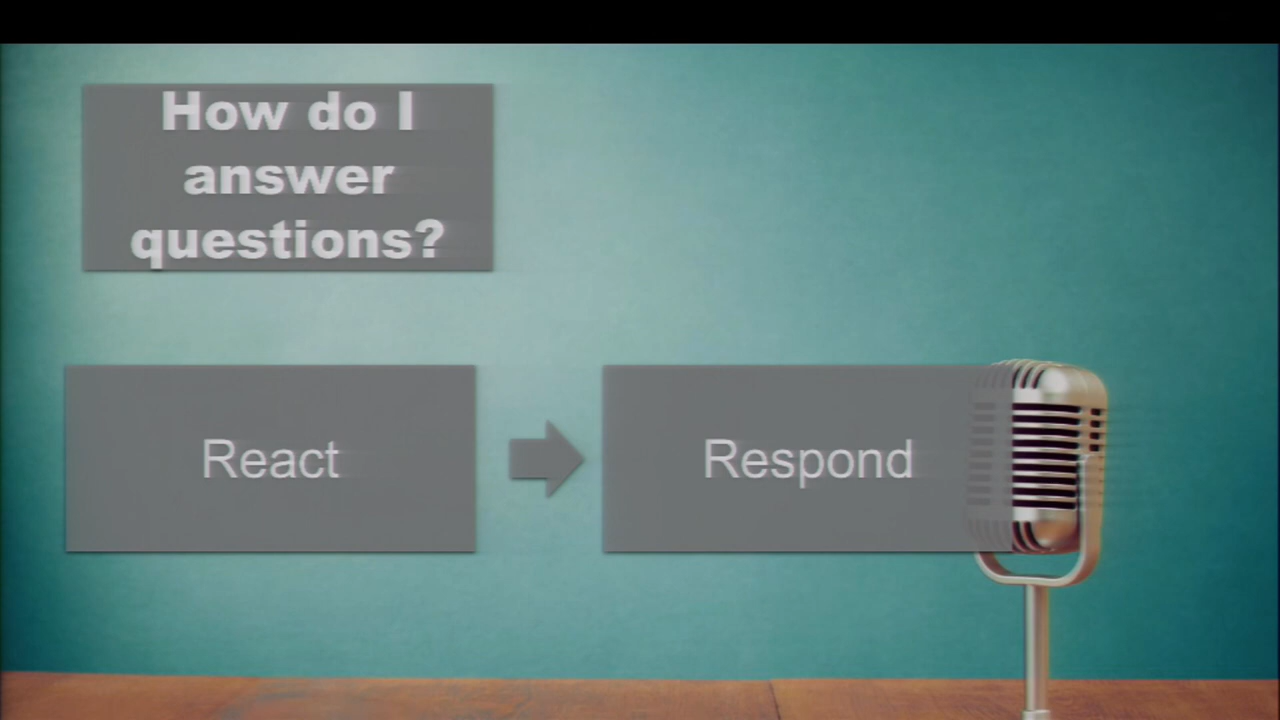 How do I
answer
questions?
React
Respond